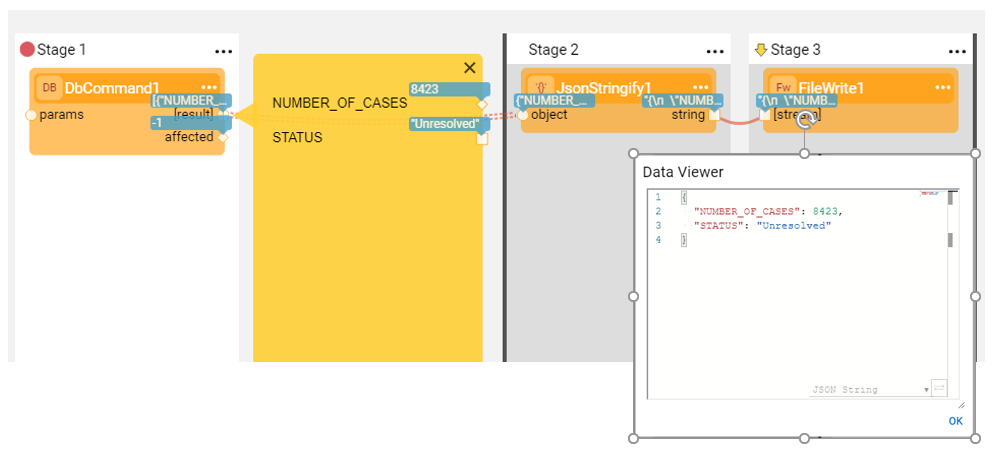 Stage 1 ...
DB DbCommand1 ...
[{"NUMBER_...
params [result]
-1
affected
8423
NUMBER_OF_CASES
"Unresolved"
STATUS
Stage 2 ...
'{}' JsonStringify1 ...
{"NUMBER_... "{\n \"NUMB...
object string
Stage 3 ...
Fw FileWrite1 ...
"{\n \"NUMB...
[stream]
Data Viewer
1 {
2 "NUMBER_OF_CASES": 8423,
3 "STATUS": "Unresolved"
4 }
JSON String
OK